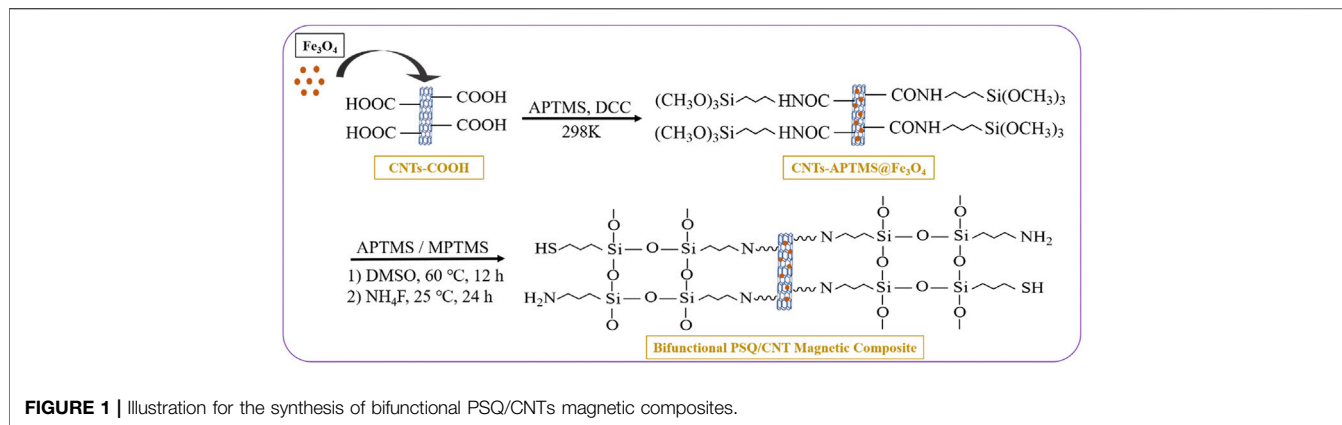 Fe₃O₄
HOOC COOH
HOOC COOH
CNTs-COOH
APTMS, DCC
298K
(CH₃O)₃Si HNOC CONH Si(OCH₃)₃
(CH₃O)₃Si HNOC CONH Si(OCH₃)₃
CNTs-APTMS@Fe₃O₄
APTMS / MPTMS
1) DMSO, 60 °C, 12 h
2) NH₄F, 25 °C, 24 h
O O O O
HS Si O Si N N Si O Si NH₂
O O O O
H₂N Si O Si N N Si O Si SH
O O O O
Bifunctional PSQ/CNT Magnetic Composite
FIGURE 1 | Illustration for the synthesis of bifunctional PSQ/CNTs magnetic composites.